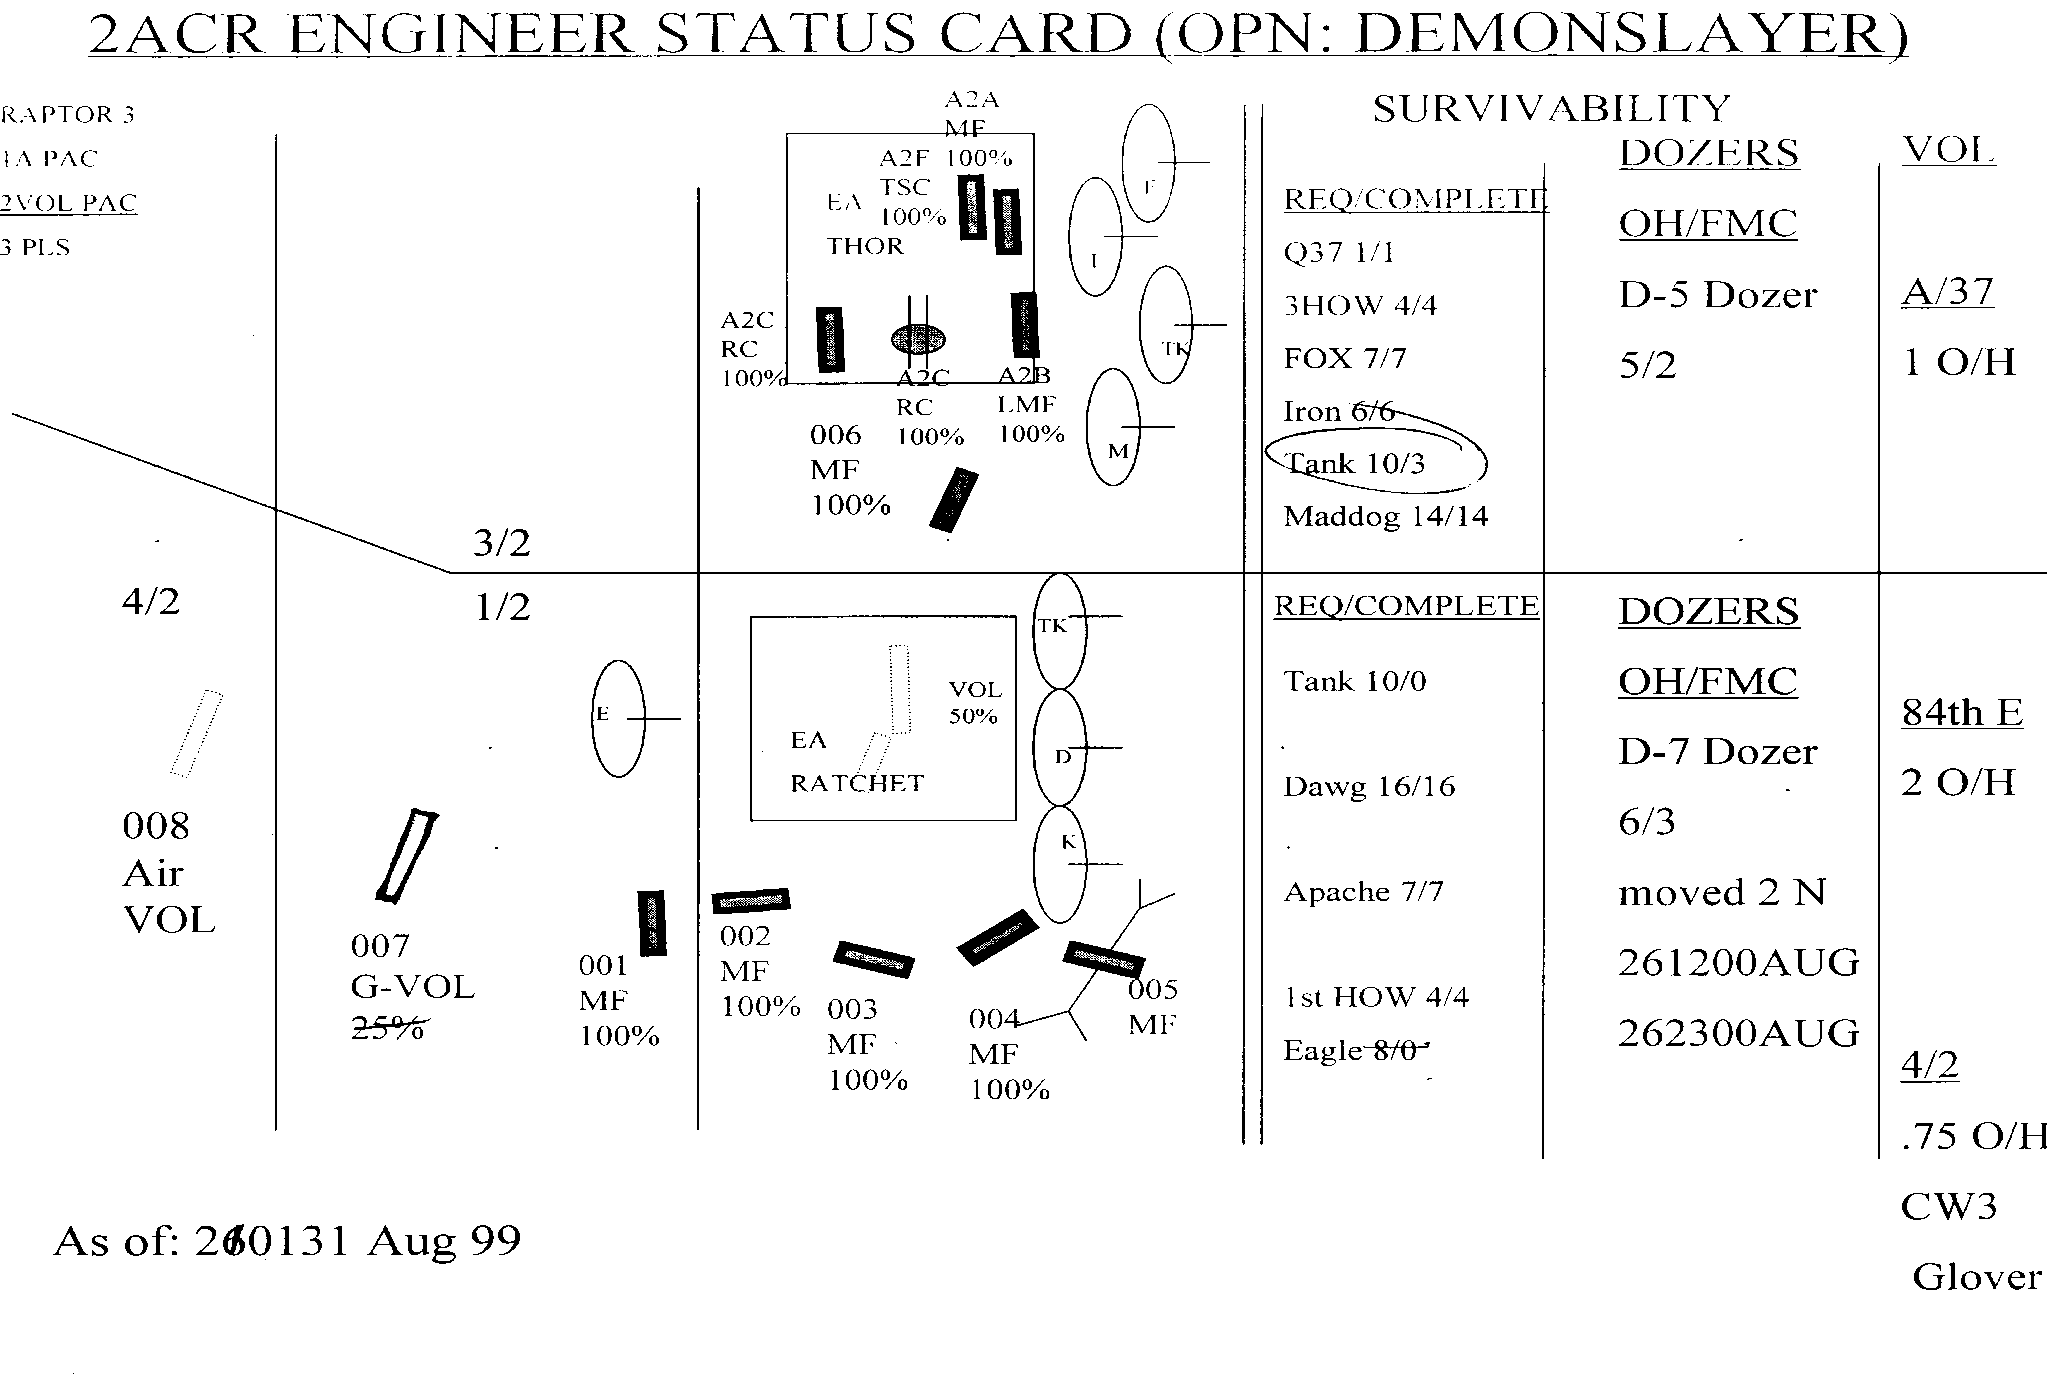 2ACR ENGINEER STATUS CARD (OPN: DEMONSLAYER)
RAPTOR 3
1A PAC
2VOL PAC
3 PLS
A2A
MF
100%
A2F
TSC
100%
EA
THOR
A2C
RC
100%
A2C
RC
100%
A2B
LMF
100%
006
MF
100%
F
I
TK
M
3/2
SURVIVABILITY
REQ/COMPLETE
Q37 1/1
3HOW 4/4
FOX 7/7
Iron 6/6
Tank 10/3
Maddog 14/14
DOZERS
OH/FMC
D-5 Dozer
5/2
VOL
A/37
1 O/H
4/2
008
Air
VOL
1/2
007
G-VOL
25%
E
001
MF
100%
EA
RATCHET
VOL
50%
TK
D
K
002
MF
100%
003
MF
100%
004
MF
100%
005
MF
REQ/COMPLETE
Tank 10/0
Dawg 16/16
Apache 7/7
1st HOW 4/4
Eagle 8/0
DOZERS
OH/FMC
D-7 Dozer
6/3
moved 2 N
261200AUG
262300AUG
84th E
2 O/H
4/2
.75 O/H
CW3
Glover
As of: 260131 Aug 99